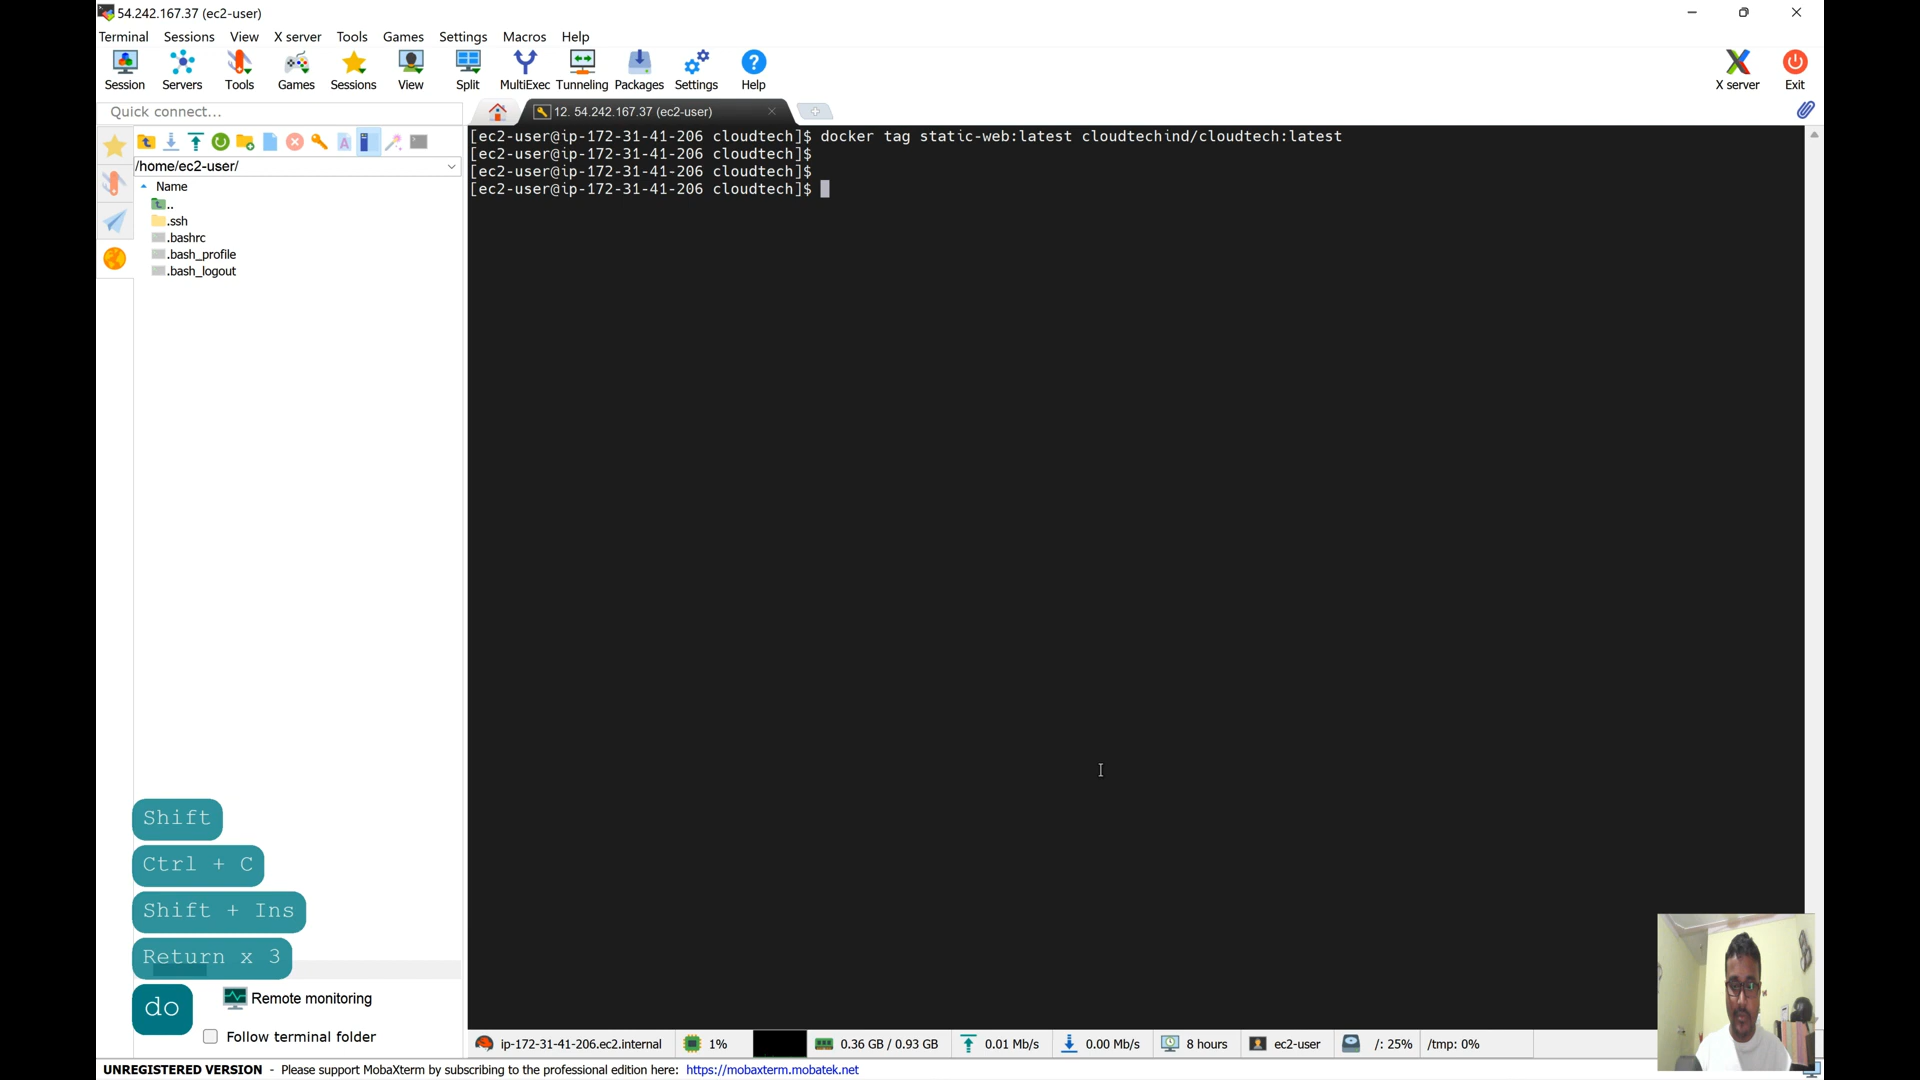 54.242.167.37 (ec2-user)
Terminal Sessions View X server Tools Games Settings Macros Help
Session Servers Tools Games Sessions View Split MultiExec Tunneling Packages Settings Help X server Exit
Quick connect...
12. 54.242.167.37 (ec2-user)
/home/ec2-user/
Name
..
.ssh
.bashrc
.bash_profile
.bash_logout
[ec2-user@ip-172-31-41-206 cloudtech]$ docker tag static-web:latest cloudtechind/cloudtech:latest
[ec2-user@ip-172-31-41-206 cloudtech]$
[ec2-user@ip-172-31-41-206 cloudtech]$
[ec2-user@ip-172-31-41-206 cloudtech]$
Shift
Ctrl + C
Shift + Ins
Return x 3
do
Remote monitoring
Follow terminal folder
ip-172-31-41-206.ec2.internal 1% 0.36 GB / 0.93 GB 0.01 Mb/s 0.00 Mb/s 8 hours ec2-user /: 25% /tmp: 0%
UNREGISTERED VERSION - Please support MobaXterm by subscribing to the professional edition here: https://mobaxterm.mobatek.net